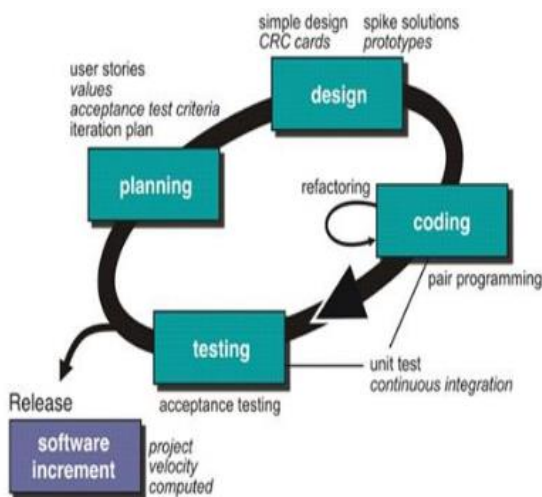 simple design
CRC cards
spike solutions
prototypes
user stories
values
acceptance test criteria
iteration plan
design
planning
refactoring
coding
pair programming
testing
unit test
continuous integration
acceptance testing
Release
software
increment
project
velocity
computed